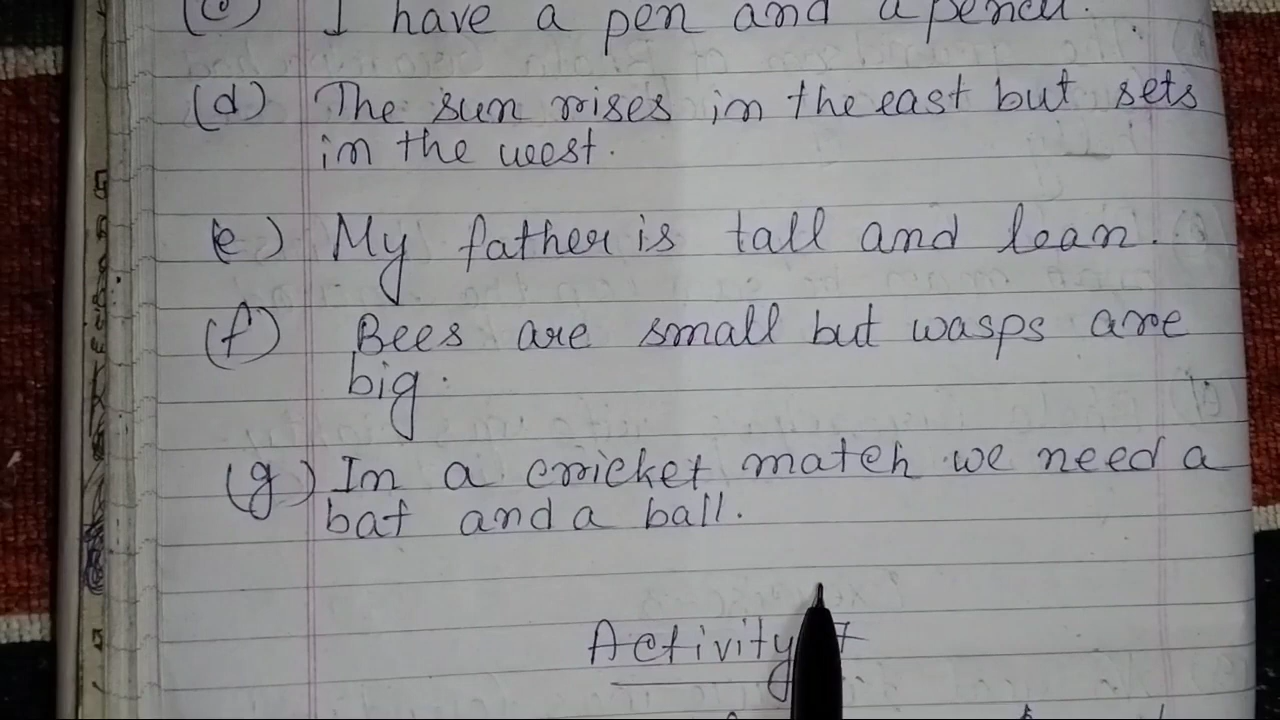 (c) I have a pen and a pencil.
(d) The sun rises in the east but sets
in the west.
(e) My father is tall and lean.
(f) Bees are small but wasps are
big.
(g) In a cricket match we need a
bat and a ball.
Activity 7